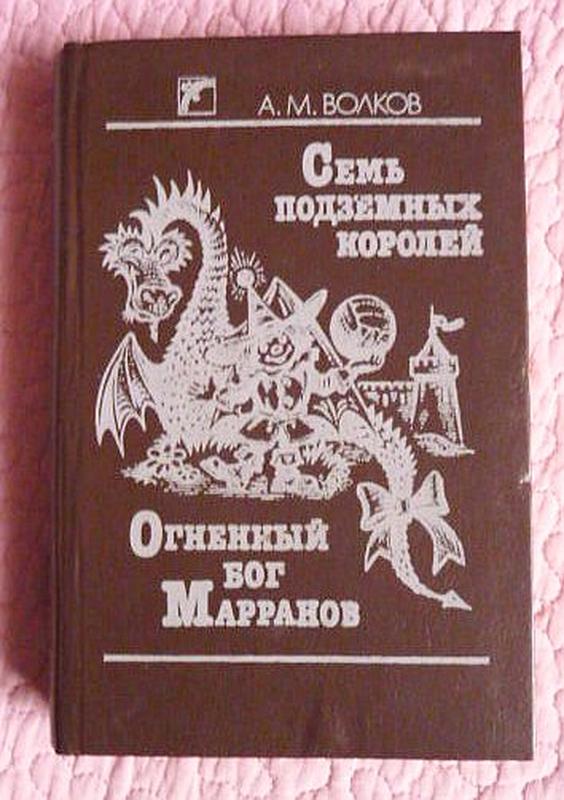 А. М. ВОЛКОВ
Семь
подземных
королей
Огненный
бог
Марранов